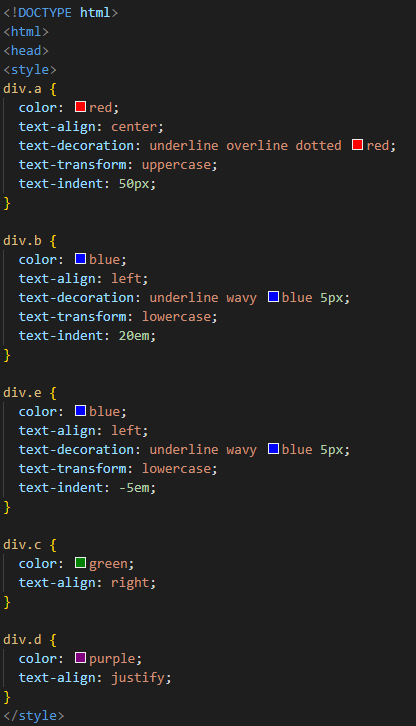 <!DOCTYPE html>
<html>
<head>
<style>
div.a {
  color: red;
  text-align: center;
  text-decoration: underline overline dotted red;
  text-transform: uppercase;
  text-indent: 50px;
}

div.b {
  color: blue;
  text-align: left;
  text-decoration: underline wavy blue 5px;
  text-transform: lowercase;
  text-indent: 20em;
}

div.e {
  color: blue;
  text-align: left;
  text-decoration: underline wavy blue 5px;
  text-transform: lowercase;
  text-indent: -5em;
}

div.c {
  color: green;
  text-align: right;
}

div.d {
  color: purple;
  text-align: justify;
}
</style>